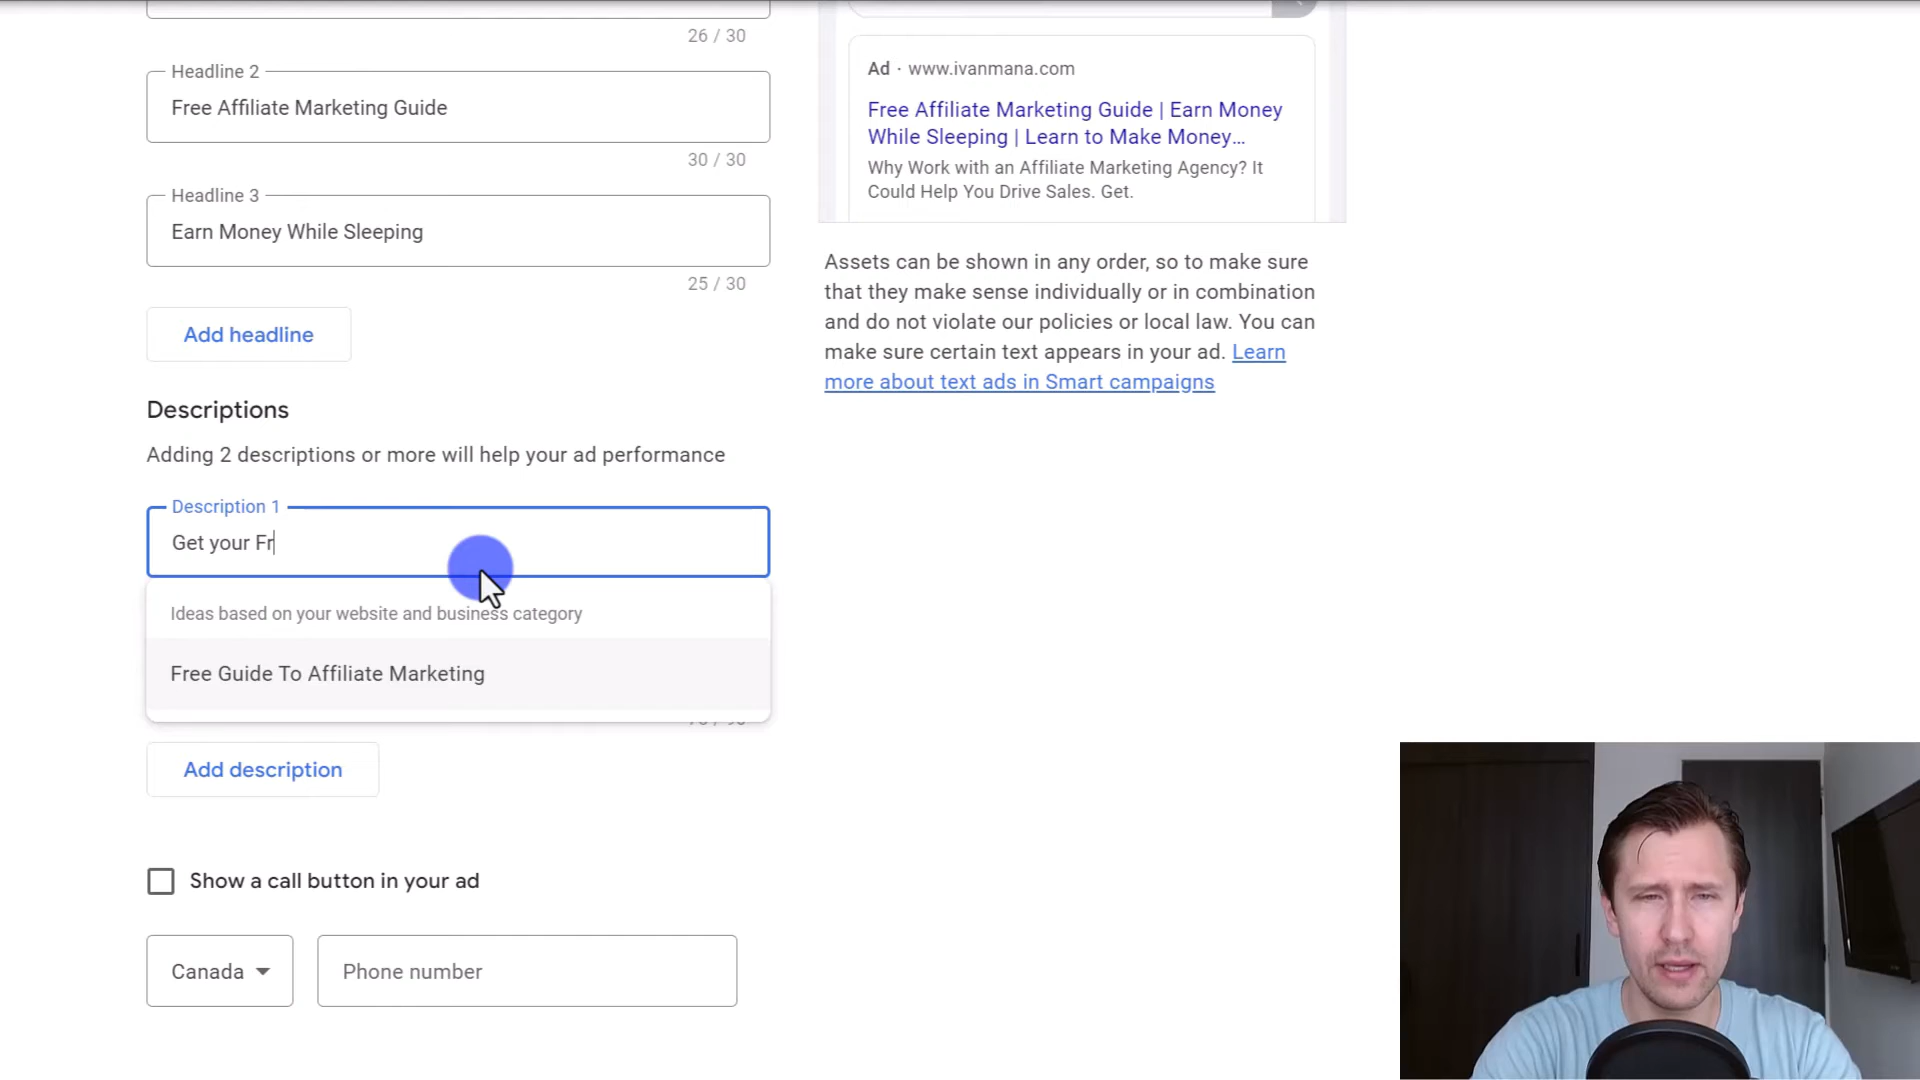 26 / 30
Headline 2
Free Affiliate Marketing Guide
30 / 30
Headline 3
Earn Money While Sleeping
25 / 30
Add headline
Descriptions
Adding 2 descriptions or more will help your ad performance
Description 1
Get your Fr
Ideas based on your website and business category
Free Guide To Affiliate Marketing
Add description
Show a call button in your ad
Canada
Phone number
Ad · www.ivanmana.com
Free Affiliate Marketing Guide | Earn Money
While Sleeping | Learn to Make Money...
Why Work with an Affiliate Marketing Agency? It
Could Help You Drive Sales. Get.
Assets can be shown in any order, so to make sure
that they make sense individually or in combination
and do not violate our policies or local law. You can
make sure certain text appears in your ad. Learn
more about text ads in Smart campaigns